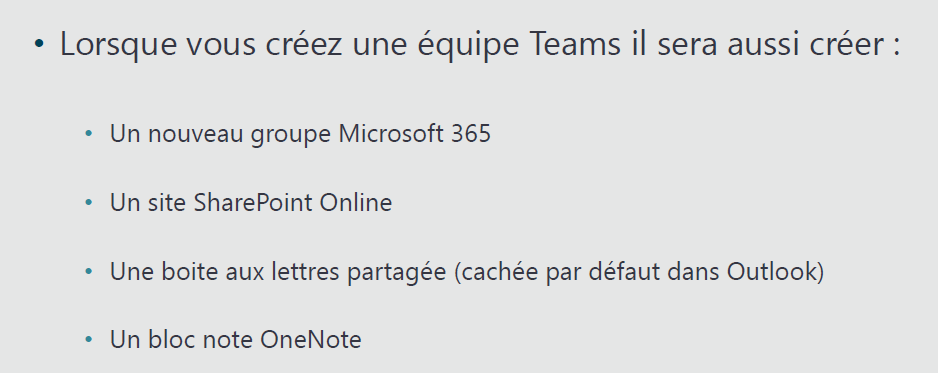 • Lorsque vous créez une équipe Teams il sera aussi créer :
• Un nouveau groupe Microsoft 365
• Un site SharePoint Online
• Une boite aux lettres partagée (cachée par défaut dans Outlook)
• Un bloc note OneNote